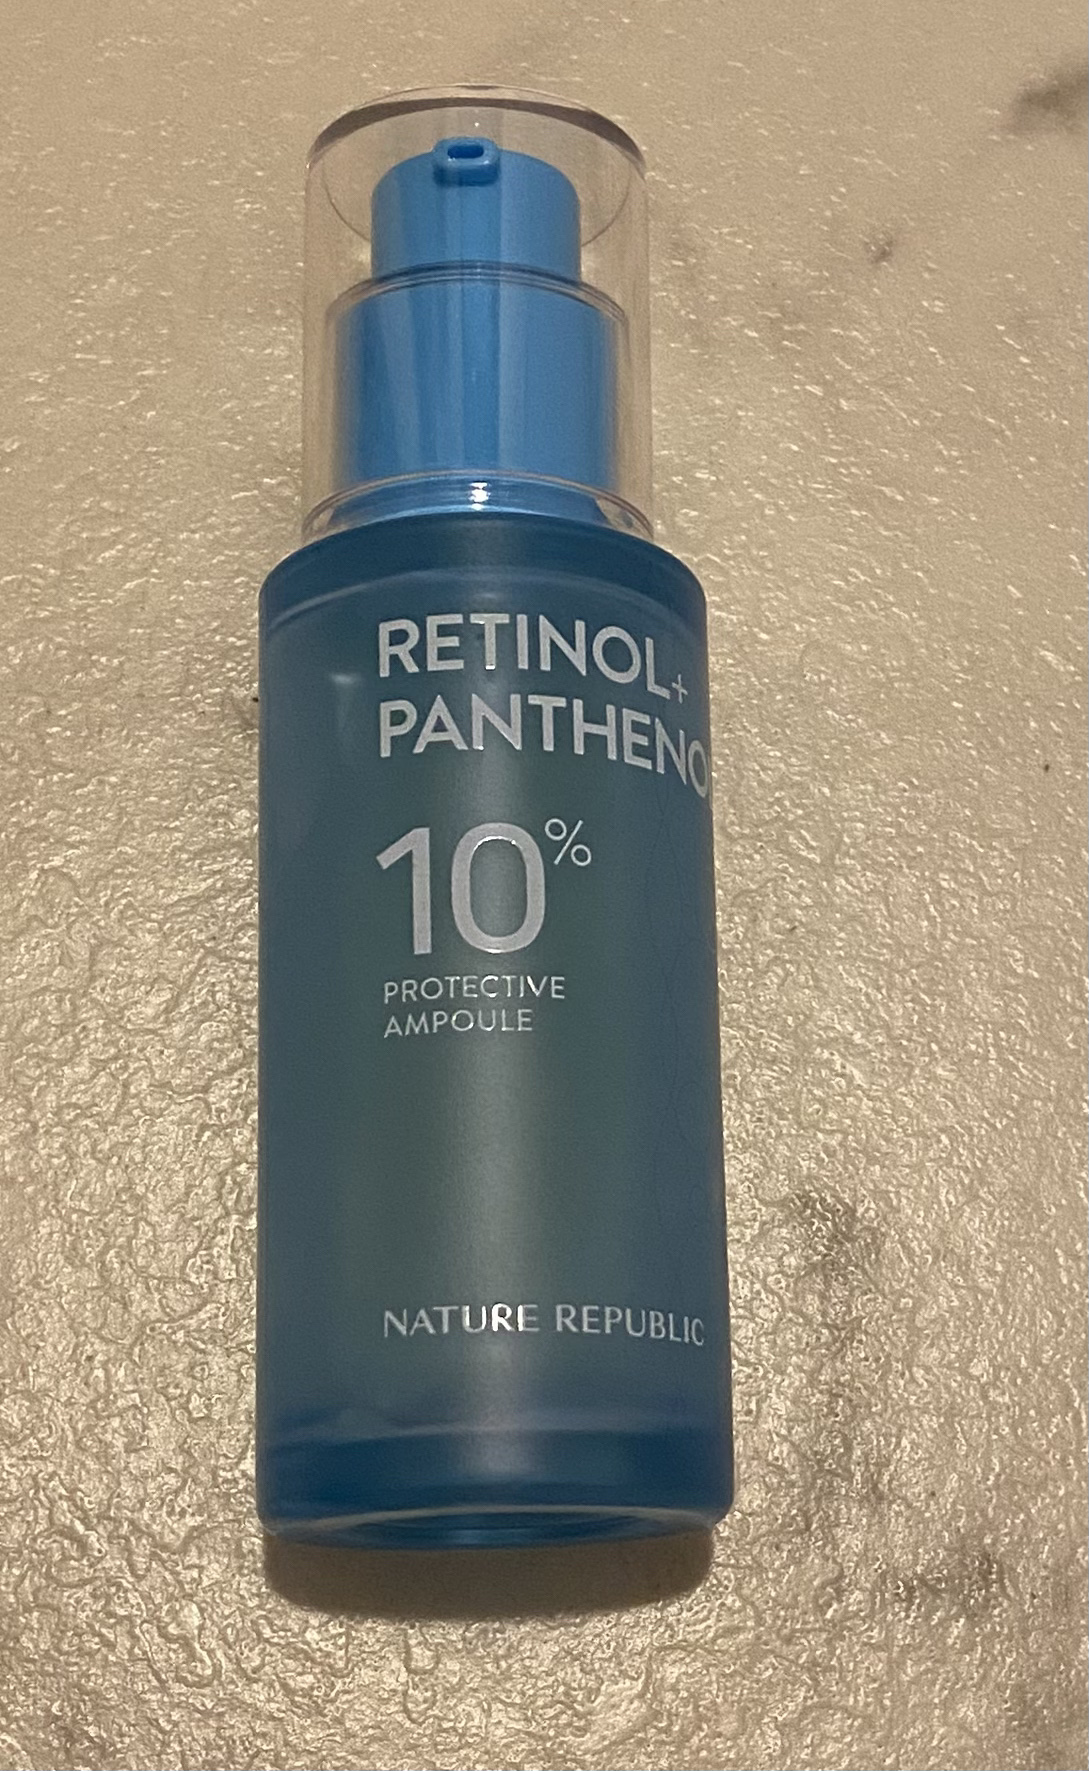 RETINOL+
PANTHENO
10%
PROTECTIVE
AMPOULE
NATURE REPUBLIC